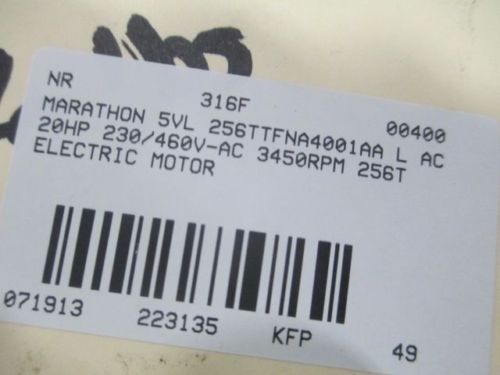 NR 316F 00400
MARATHON 5VL 256TTFNA4001AA L AC
20HP 230/460V-AC 3450RPM 256T
ELECTRIC MOTOR
071913 223135 KFP 49